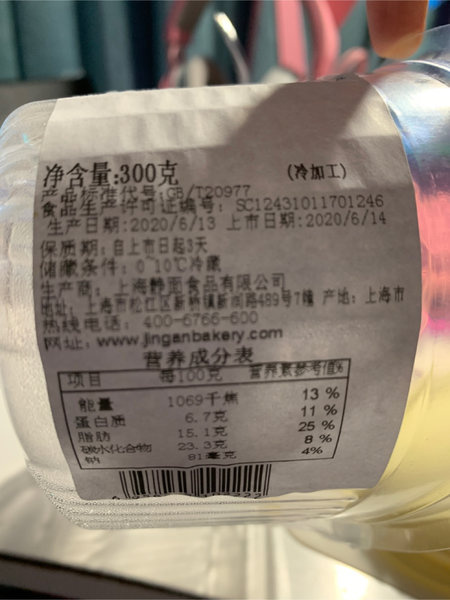 净含量:300克 (冷加工)
产品标准代号:GB/T20977
食品生产许可证编号: SC12431011701246
生产日期:2020/6/13 上市日期:2020/6/14
保质期:自上市日起3天
储藏条件: 0~10℃冷藏
生产商: 上海静面食品有限公司
地址: 上海市松江区新桥镇新润路489号7幢 产地: 上海市
热线电话: 400-6766-600
网址: www.jinganbakery.com
营养成分表
项目 每100克 营养素参考值%
能量 1069千焦 13 %
蛋白质 6.7克 11 %
脂肪 15.1克 25 %
碳水化合物 23.3克 8 %
钠 81毫克 4%